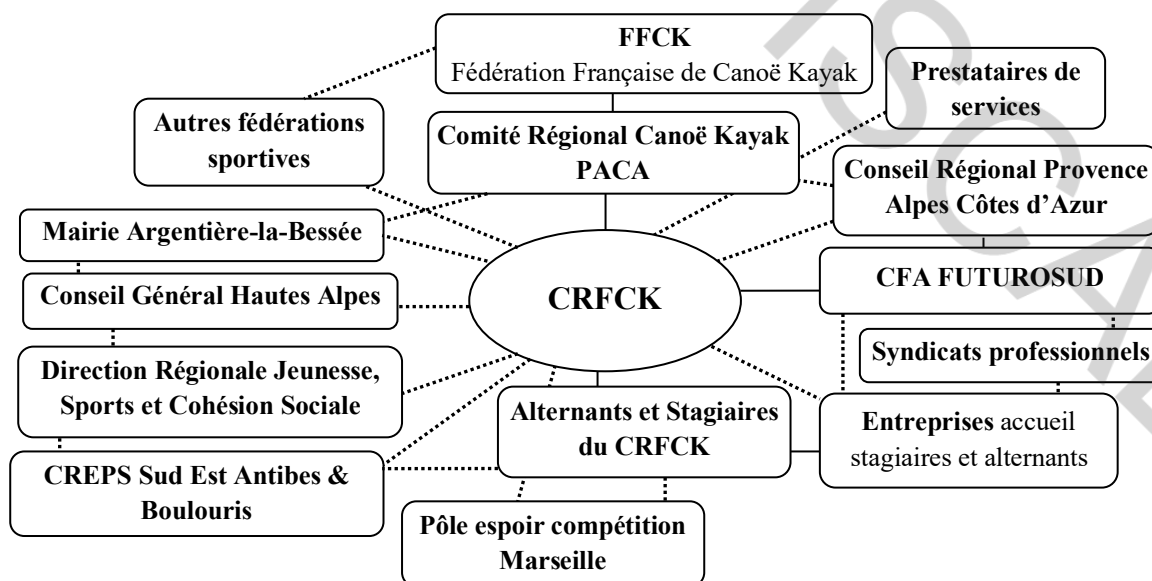 FFCK
Fédération Française de Canoë Kayak
Prestataires de
services
Autres fédérations
sportives
Comité Régional Canoë Kayak
PACA
Conseil Régional Provence
Alpes Côtes d’Azur
Mairie Argentière-la-Bessée
CFA FUTUROSUD
Conseil Général Hautes Alpes
CRFCK
Syndicats professionnels
Direction Régionale Jeunesse,
Sports et Cohésion Sociale
Alternants et Stagiaires
du CRFCK
Entreprises accueil
stagiaires et alternants
CREPS Sud Est Antibes &
Boulouris
Pôle espoir compétition
Marseille